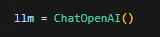 llm = ChatOpenAI()